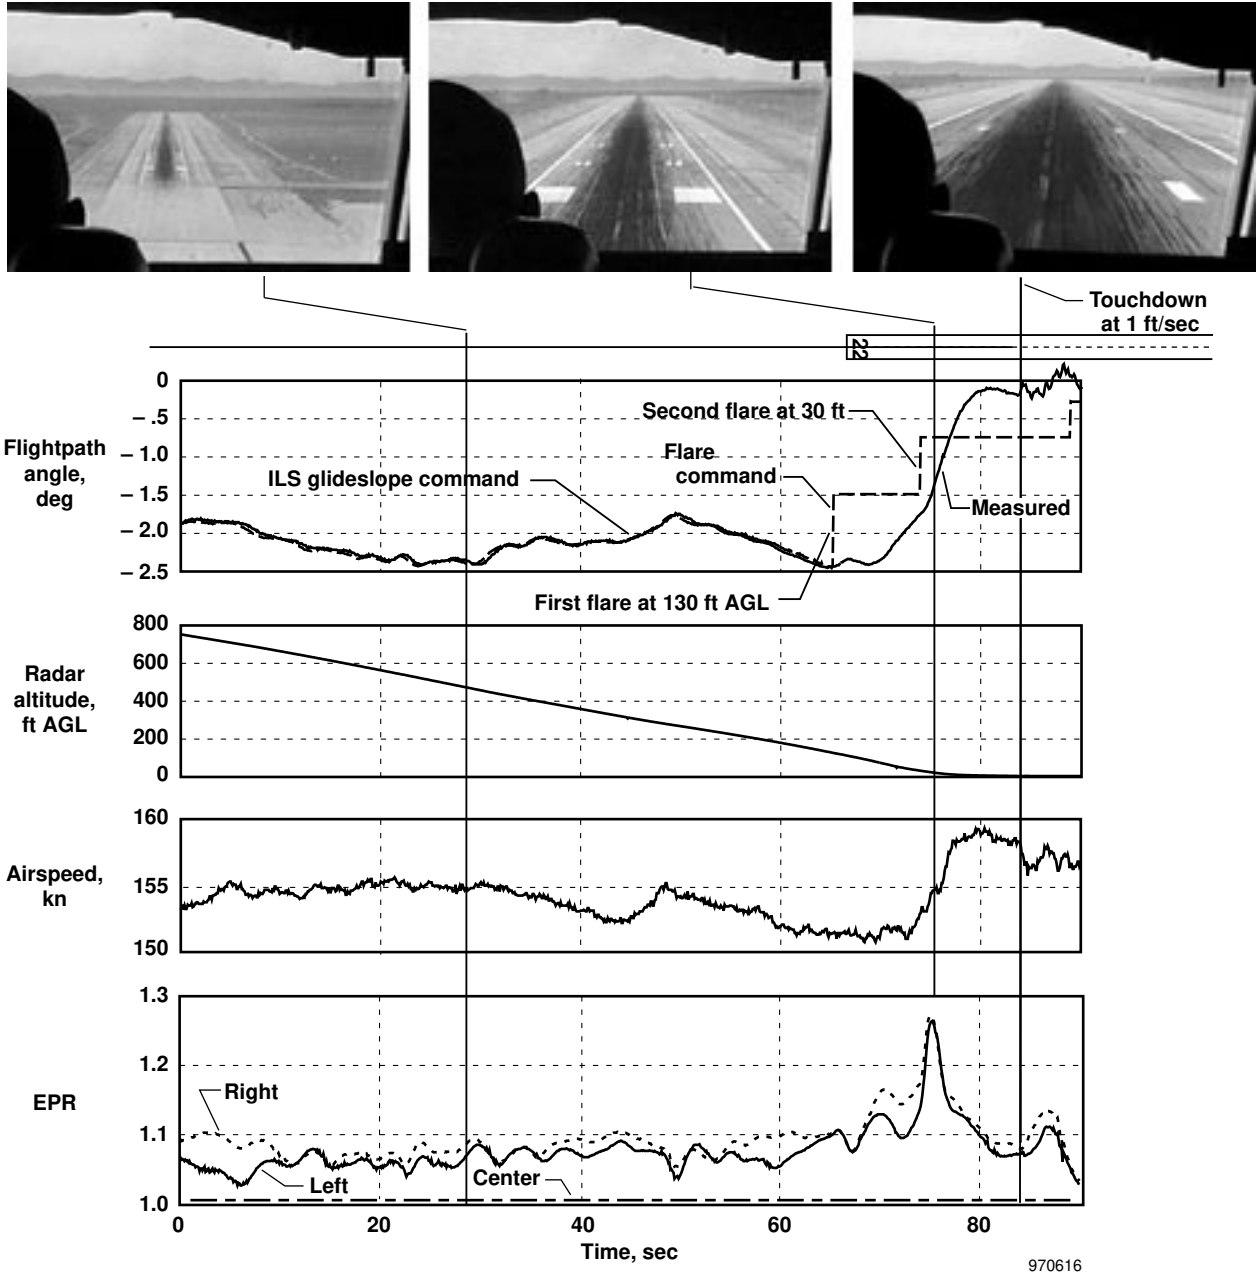 Touchdown
at 1 ft/sec
22
0
– .5
– 1.0
– 1.5
– 2.0
– 2.5
Flightpath
angle,
deg
Second flare at 30 ft
Flare
command
ILS glideslope command
Measured
First flare at 130 ft AGL
800
600
400
200
0
Radar
altitude,
ft AGL
160
155
150
Airspeed,
kn
1.3
1.2
1.1
1.0
EPR
Right
Left
Center
0 20 40 60 80
Time, sec
970616